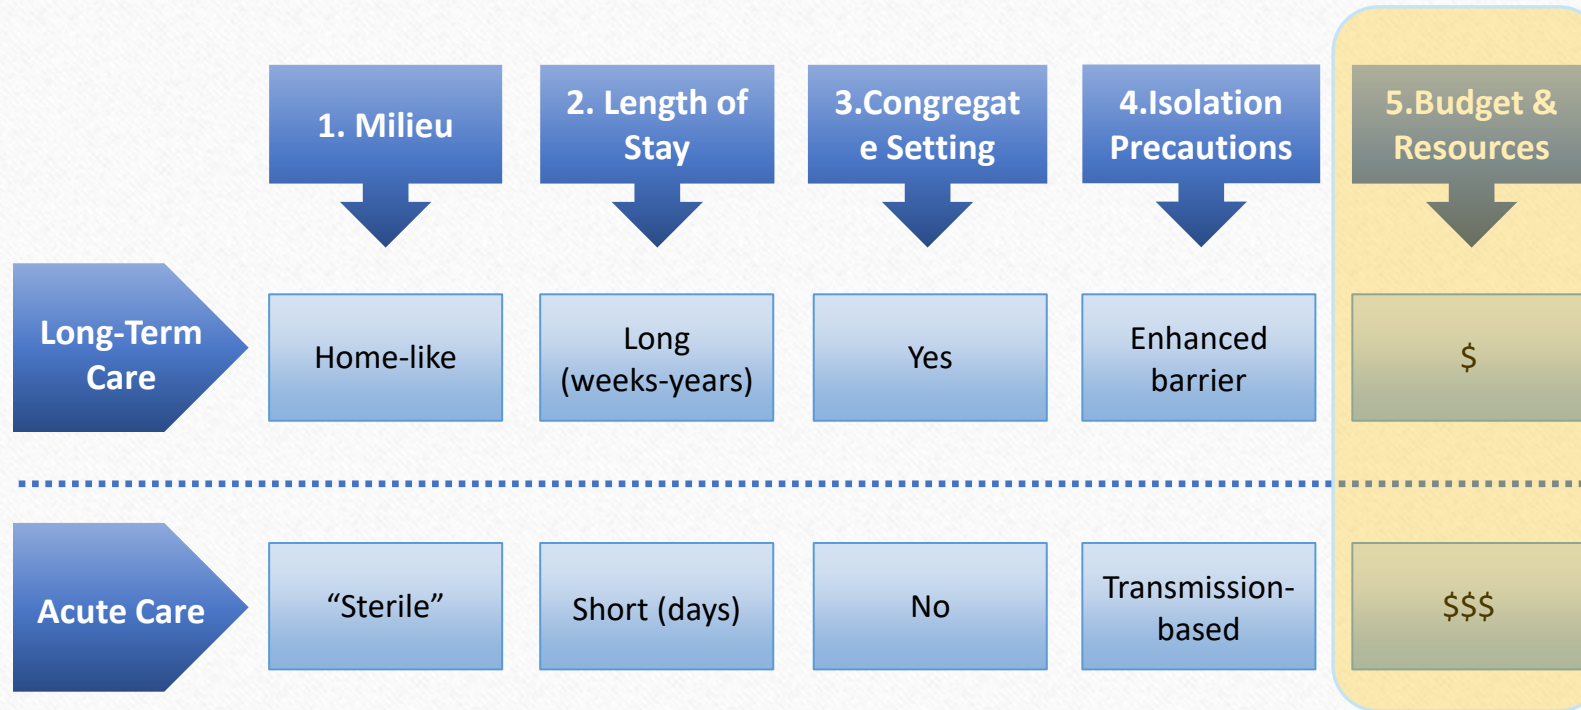 1. Milieu
2. Length of
Stay
3.Congregat
e Setting
4.Isolation
Precautions
5.Budget &
Resources
Long-Term
Care
Home-like
Long
(weeks-years)
Yes
Enhanced
barrier
$
Acute Care
“Sterile”
Short (days)
No
Transmission-
based
$$$